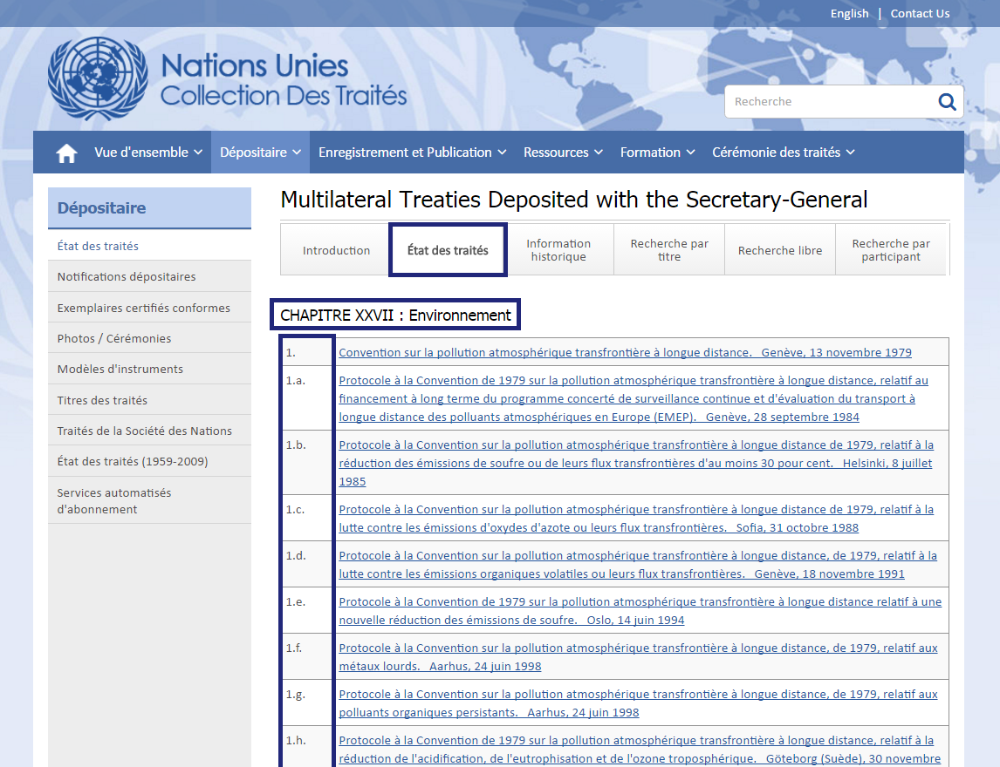 English | Contact Us
Nations Unies
Collection Des Traités
Recherche
Vue d'ensemble
Dépositaire
Enregistrement et Publication
Ressources
Formation
Cérémonie des traités
Dépositaire
État des traités
Notifications dépositaires
Exemplaires certifiés conformes
Photos / Cérémonies
Modèles d'instruments
Titres des traités
Traités de la Société des Nations
État des traités (1959-2009)
Services automatisés
d'abonnement
Multilateral Treaties Deposited with the Secretary-General
Introduction
État des traités
Information
historique
Recherche par
titre
Recherche libre
Recherche par
participant
CHAPITRE XXVII : Environnement
1. Convention sur la pollution atmosphérique transfrontière à longue distance. Genève, 13 novembre 1979
1.a. Protocole à la Convention de 1979 sur la pollution atmosphérique transfrontière à longue distance, relatif au
financement à long terme du programme concerté de surveillance continue et d'évaluation du transport à
longue distance des polluants atmosphériques en Europe (EMEP). Genève, 28 septembre 1984
1.b. Protocole à la Convention sur la pollution atmosphérique transfrontière à longue distance de 1979, relatif à la
réduction des émissions de soufre ou de leurs flux transfrontières d'au moins 30 pour cent. Helsinki, 8 juillet
1985
1.c. Protocole à la Convention sur la pollution atmosphérique transfrontière à longue distance de 1979, relatif à la
lutte contre les émissions d'oxydes d'azote ou leurs flux transfrontières. Sofia, 31 octobre 1988
1.d. Protocole à la Convention sur la pollution atmosphérique transfrontière à longue distance, de 1979, relatif à la
lutte contre les émissions organiques volatiles ou leurs flux transfrontières. Genève, 18 novembre 1991
1.e. Protocole à la Convention de 1979 sur la pollution atmosphérique transfrontière à longue distance relatif à une
nouvelle réduction des émissions de soufre. Oslo, 14 juin 1994
1.f. Protocole à la Convention sur la pollution atmosphérique transfrontière à longue distance, de 1979, relatif aux
métaux lourds. Aarhus, 24 juin 1998
1.g. Protocole à la Convention sur la pollution atmosphérique transfrontière à longue distance, de 1979, relatif aux
polluants organiques persistants. Aarhus, 24 juin 1998
1.h. Protocole à la Convention de 1979 sur la pollution atmosphérique transfrontière à longue distance, relatif à la
réduction de l'acidification, de l'eutrophisation et de l'ozone troposphérique. Göteborg (Suède), 30 novembre